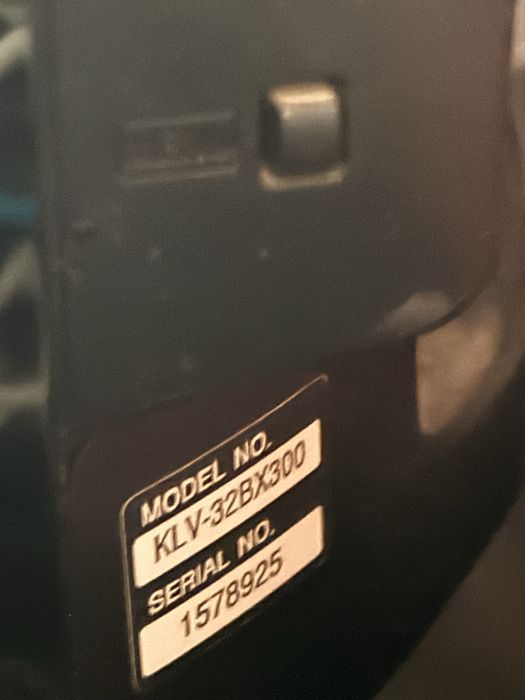 MODEL NO.
KLV-32BX300
SERIAL NO.
1578925